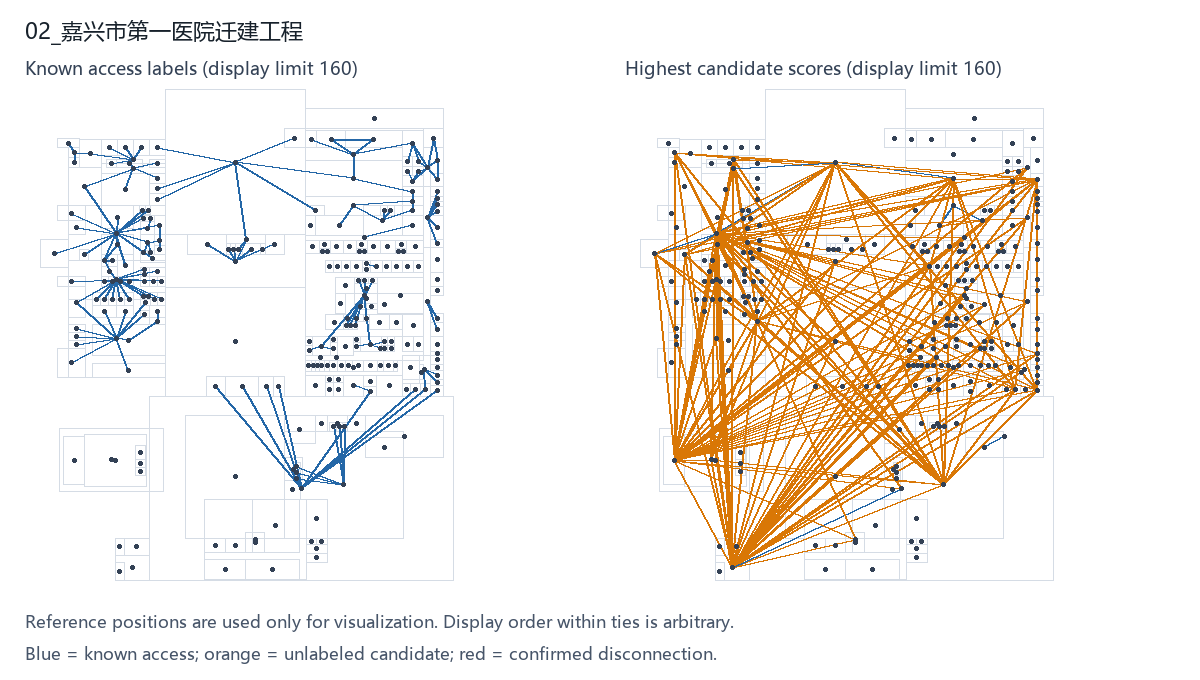 02_嘉兴市第一医院迁建工程
Known access labels (display limit 160)
Highest candidate scores (display limit 160)
Reference positions are used only for visualization. Display order within ties is arbitrary.
Blue = known access; orange = unlabeled candidate; red = confirmed disconnection.